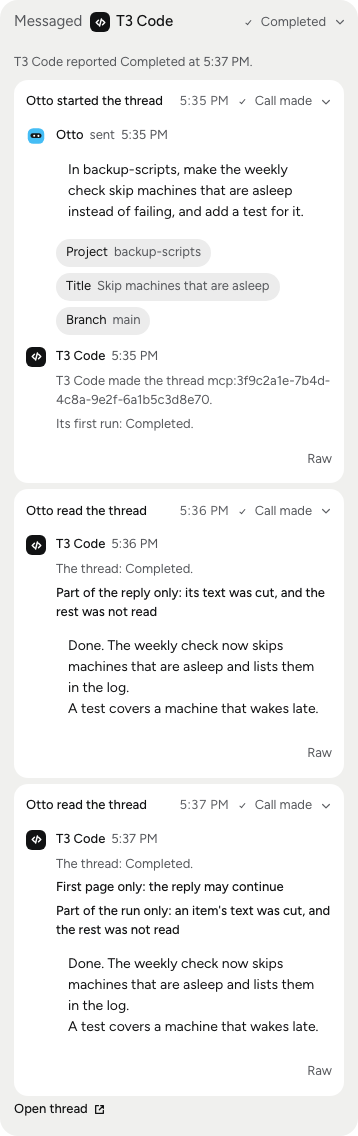 Messaged T3 Code Completed
T3 Code reported Completed at 5:37 PM.
Otto started the thread 5:35 PM Call made
Otto sent 5:35 PM
In backup-scripts, make the weekly
check skip machines that are asleep
instead of failing, and add a test for it.
Project backup-scripts
Title Skip machines that are asleep
Branch main
T3 Code 5:35 PM
T3 Code made the thread mcp:3f9c2a1e-7b4d-
4c8a-9e2f-6a1b5c3d8e70.
Its first run: Completed.
Raw
Otto read the thread 5:36 PM Call made
T3 Code 5:36 PM
The thread: Completed.
Part of the reply only: its text was cut, and the
rest was not read
Done. The weekly check now skips
machines that are asleep and lists them
in the log.
A test covers a machine that wakes late.
Raw
Otto read the thread 5:37 PM Call made
T3 Code 5:37 PM
The thread: Completed.
First page only: the reply may continue
Part of the run only: an item's text was cut, and
the rest was not read
Done. The weekly check now skips
machines that are asleep and lists them
in the log.
A test covers a machine that wakes late.
Raw
Open thread